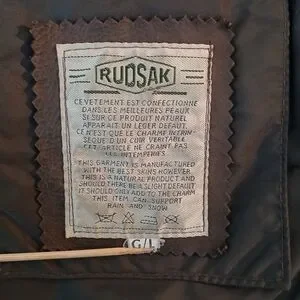 RUDSAK
CE VETEMENT EST CONFECTIONNE
DANS LES MEILLEURES PEAUX
SI SUR CE PRODUIT NATUREL
APPARAIT UN LEGER DEFAUT
CE N'EST QUE LE CHARME INTRIN-
SEQUE D'UN CUIR VERITABLE
CET ARTICLE NE CRAINT PAS
LES INTEMPERIES
THIS GARMENT IS MANUFACTURED
WITH THE BEST SKINS HOWEVER
THIS IS A NATURAL PRODUCT AND
SHOULD THERE BE A SLIGHT DEFAULT
IT SHOULD ONLY ADD TO THE CHARM
THIS ITEM CAN SUPPORT
RAIN AND SNOW
G/L